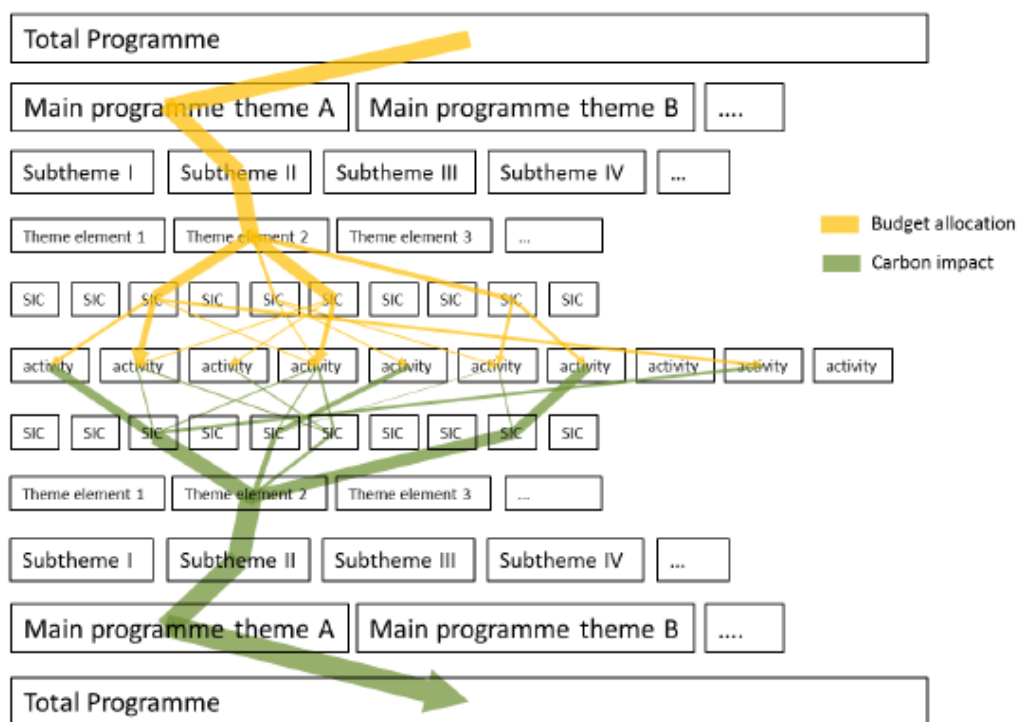 Total Programme
Main programme theme A Main programme theme B ....
Subtheme I Subtheme II Subtheme III Subtheme IV ...
Theme element 1 Theme element 2 Theme element 3 ...
Budget allocation
Carbon impact
SIC SIC SIC SIC SIC SIC SIC SIC SIC SIC
activity activity activity activity activity activity activity activity activity activity
SIC SIC SIC SIC SIC SIC SIC SIC SIC SIC
Theme element 1 Theme element 2 Theme element 3 ...
Subtheme I Subtheme II Subtheme III Subtheme IV ...
Main programme theme A Main programme theme B ....
Total Programme